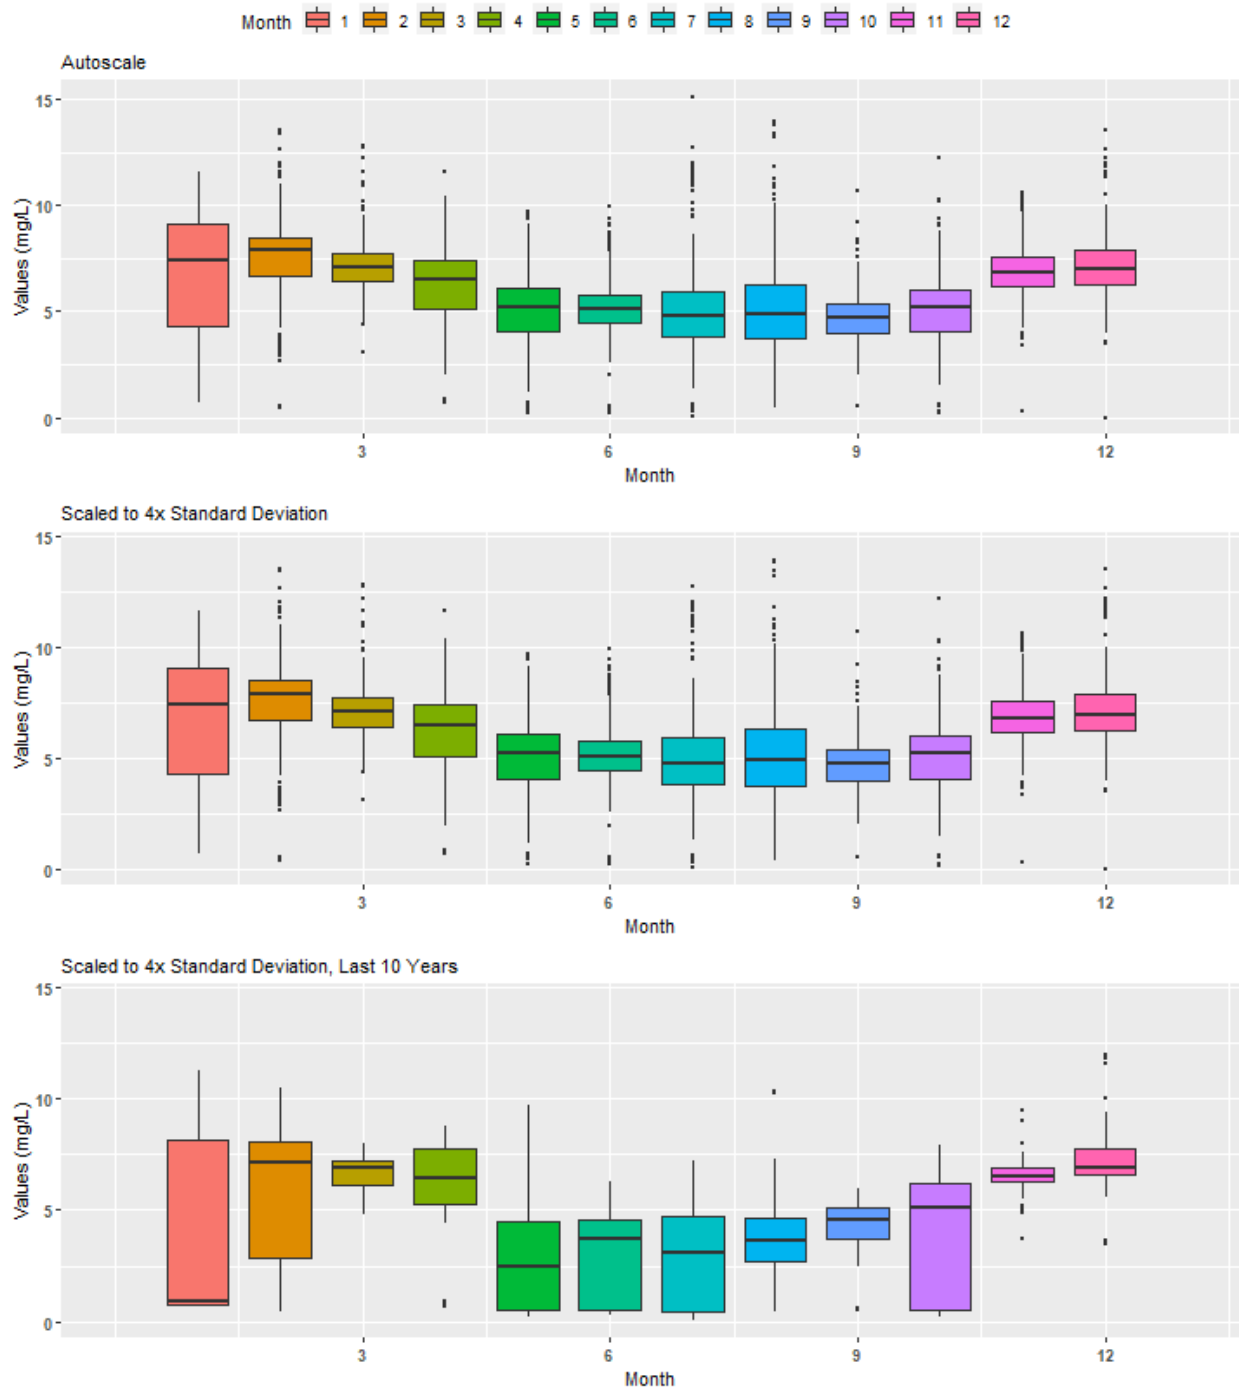 Month 1 2 3 4 5 6 7 8 9 10 11 12
Autoscale
Values (mg/L)
15
10
5
0
3 6 9 12
Month
Scaled to 4x Standard Deviation
Values (mg/L)
15
10
5
0
3 6 9 12
Month
Scaled to 4x Standard Deviation, Last 10 Years
Values (mg/L)
15
10
5
0
3 6 9 12
Month